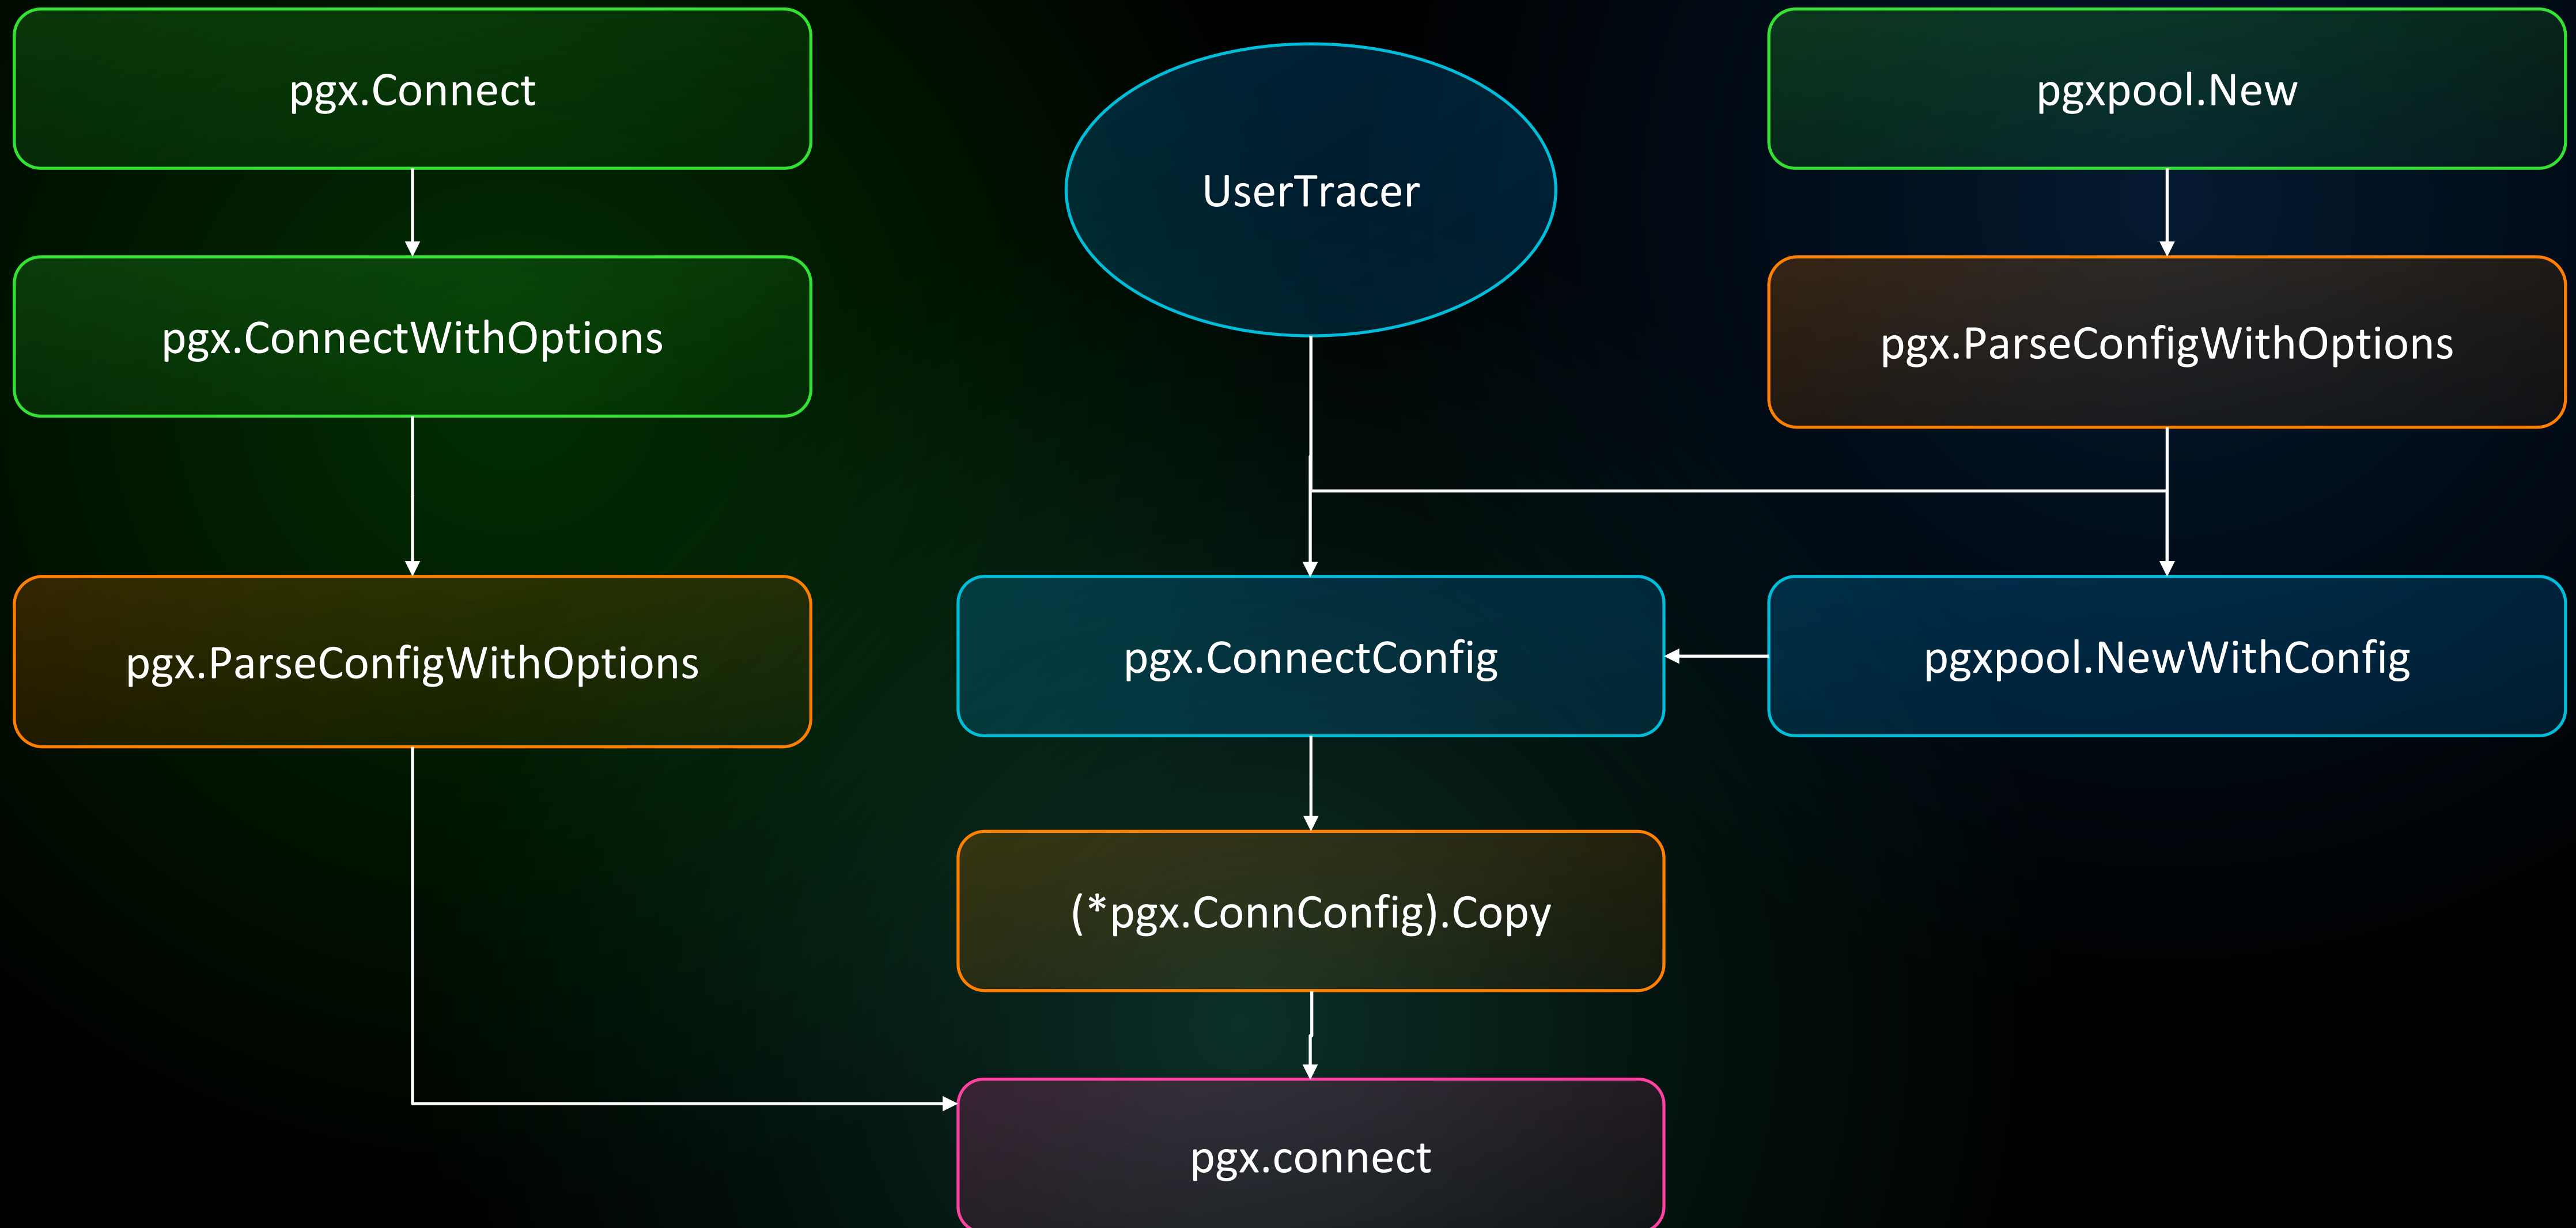 pgx.Connect
UserTracer
pgxpool.New
pgx.ConnectWithOptions
pgx.ParseConfigWithOptions
pgx.ParseConfigWithOptions
pgx.ConnectConfig
pgxpool.NewWithConfig
(*pgx.ConnConfig).Copy
pgx.connect